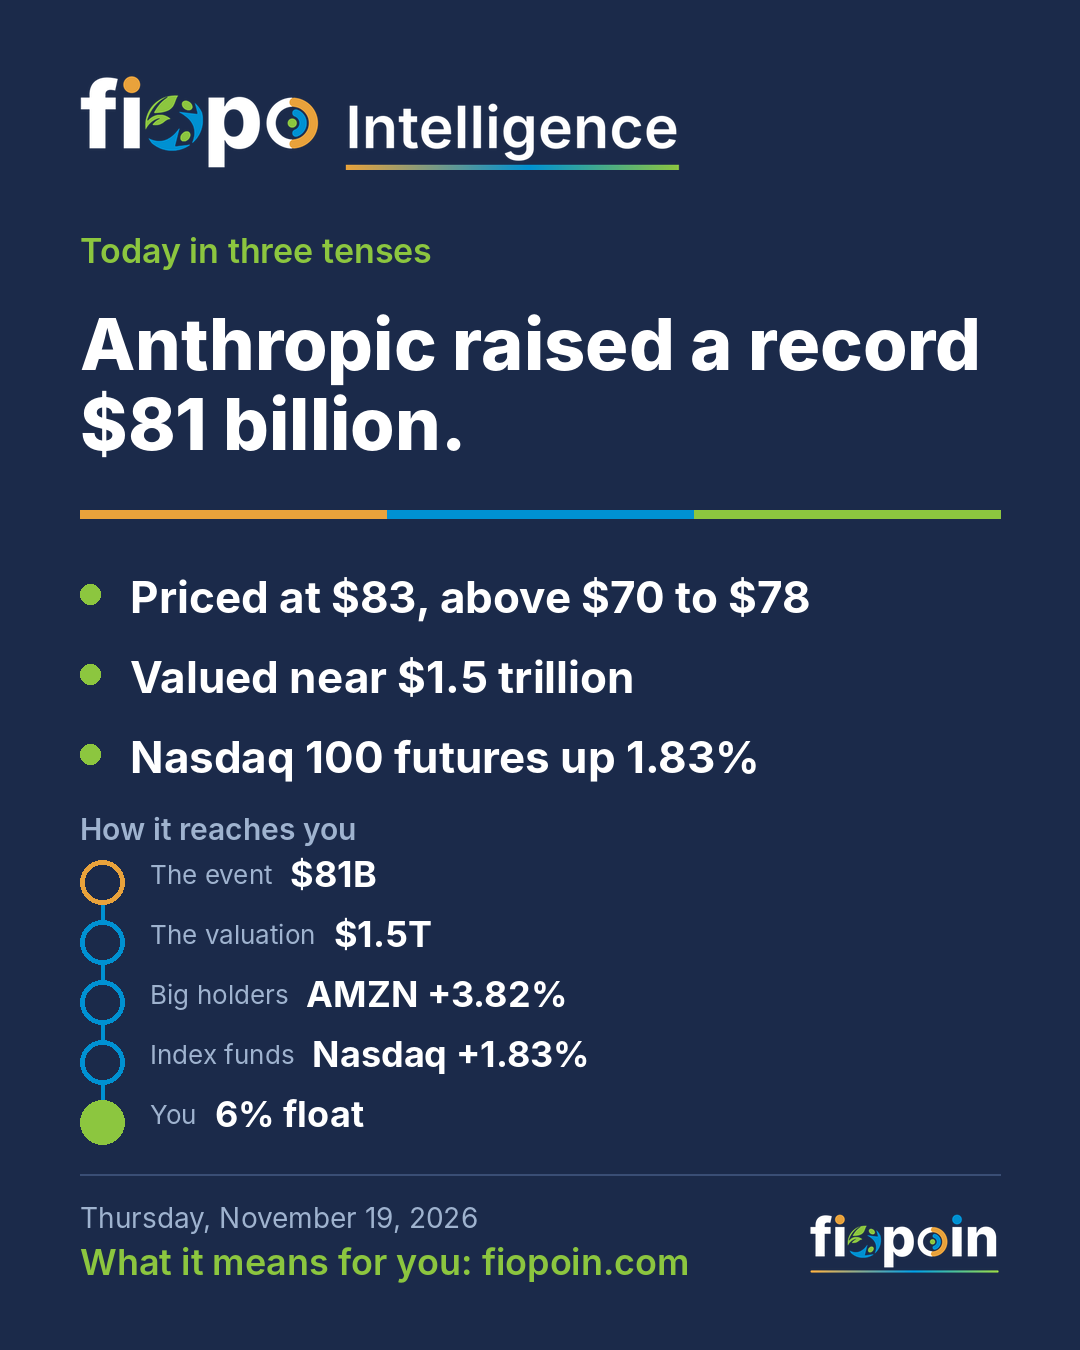 fiopo Intelligence
Today in three tenses
Anthropic raised a record
$81 billion.
Priced at $83, above $70 to $78
Valued near $1.5 trillion
Nasdaq 100 futures up 1.83%
How it reaches you
The event $81B
The valuation $1.5T
Big holders AMZN +3.82%
Index funds Nasdaq +1.83%
You 6% float
Thursday, November 19, 2026
What it means for you: fiopoin.com
fiopoin